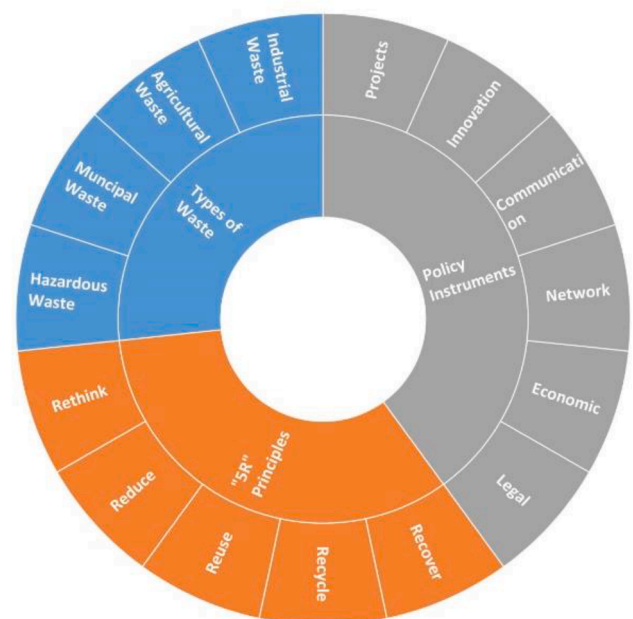 Industrial
Waste
Agricultural
Waste
Muncipal
Waste
Hazardous
Waste
Types of
Waste
Projects
Innovation
Communicati
on
Network
Economic
Legal
Policy
Instruments
Rethink
Reduce
Reuse
Recycle
Recover
"5R"
Principles